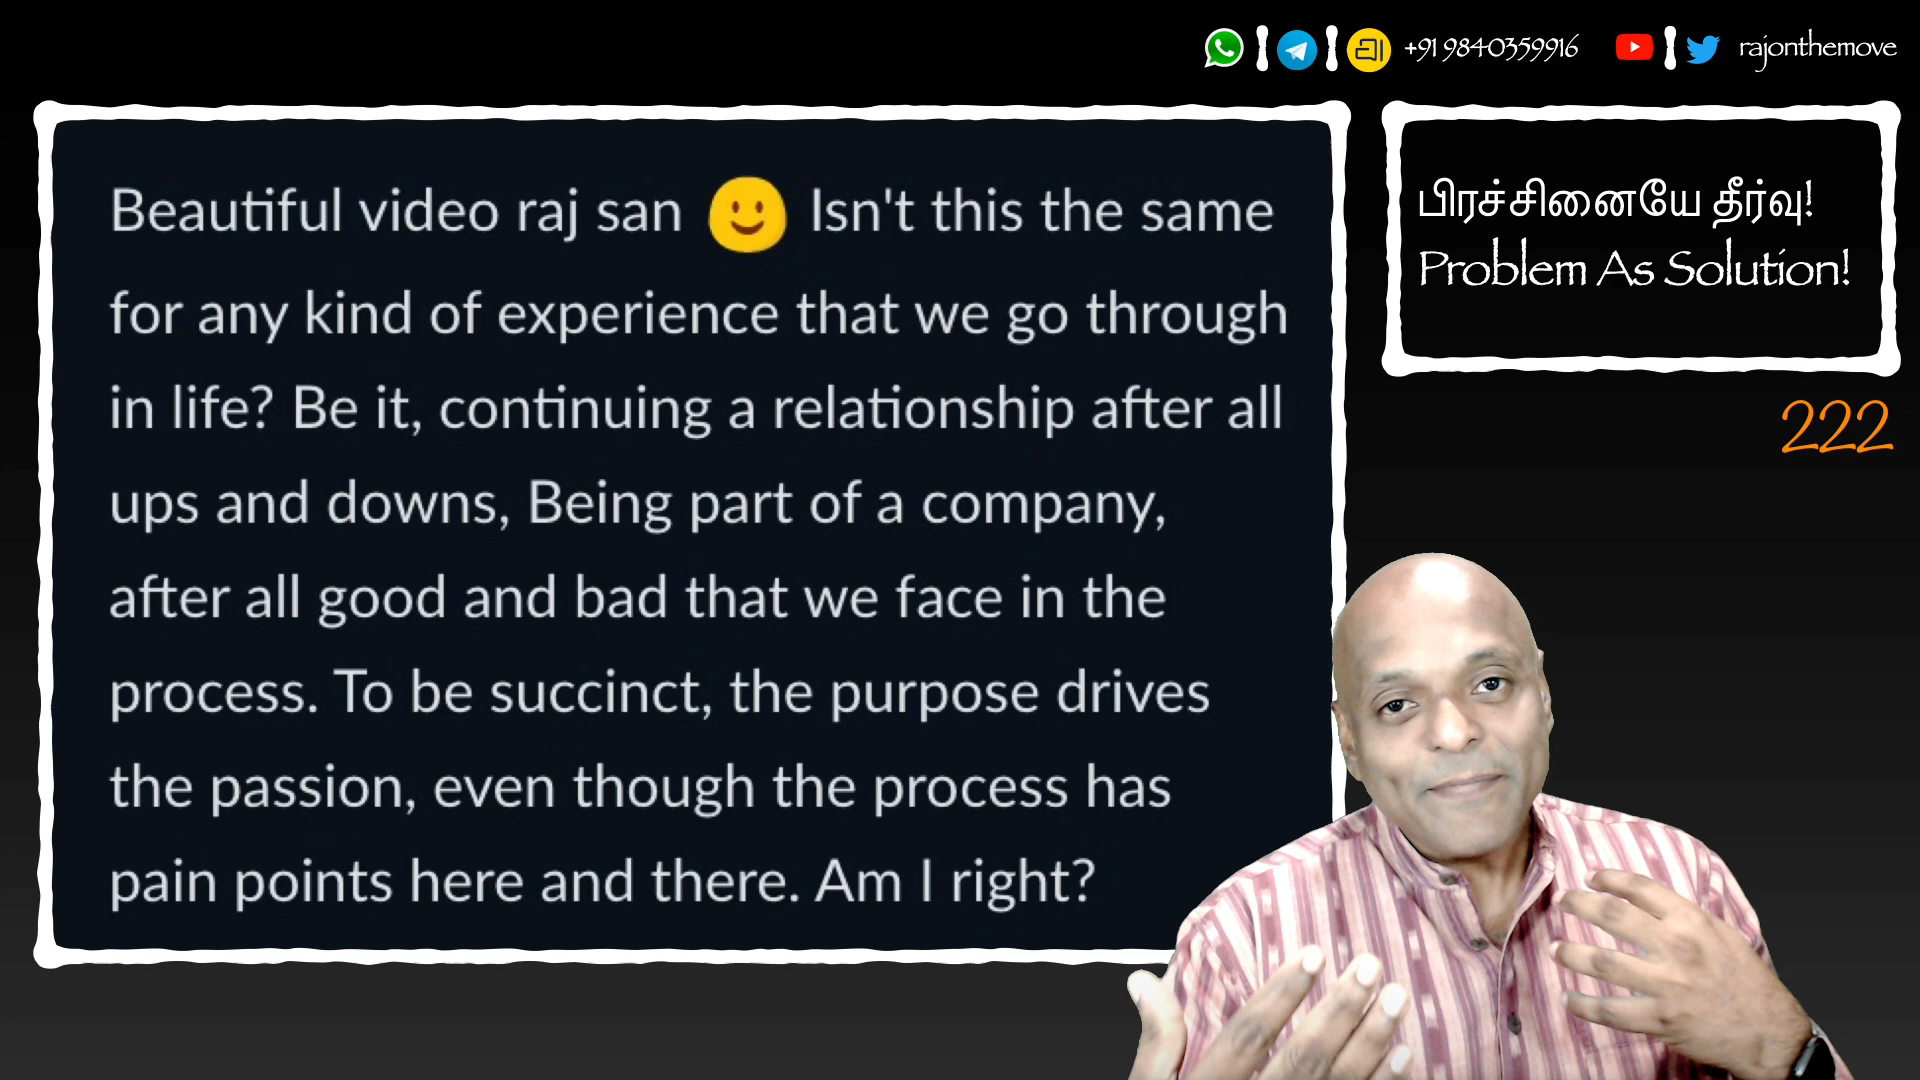 +91 9840359916 rajonthemove
Beautiful video raj san 🙂 Isn't this the same
for any kind of experience that we go through
in life? Be it, continuing a relationship after all
ups and downs, Being part of a company,
after all good and bad that we face in the
process. To be succinct, the purpose drives
the passion, even though the process has
pain points here and there. Am I right?
பிரச்சினையே தீர்வு!
Problem As Solution!
222